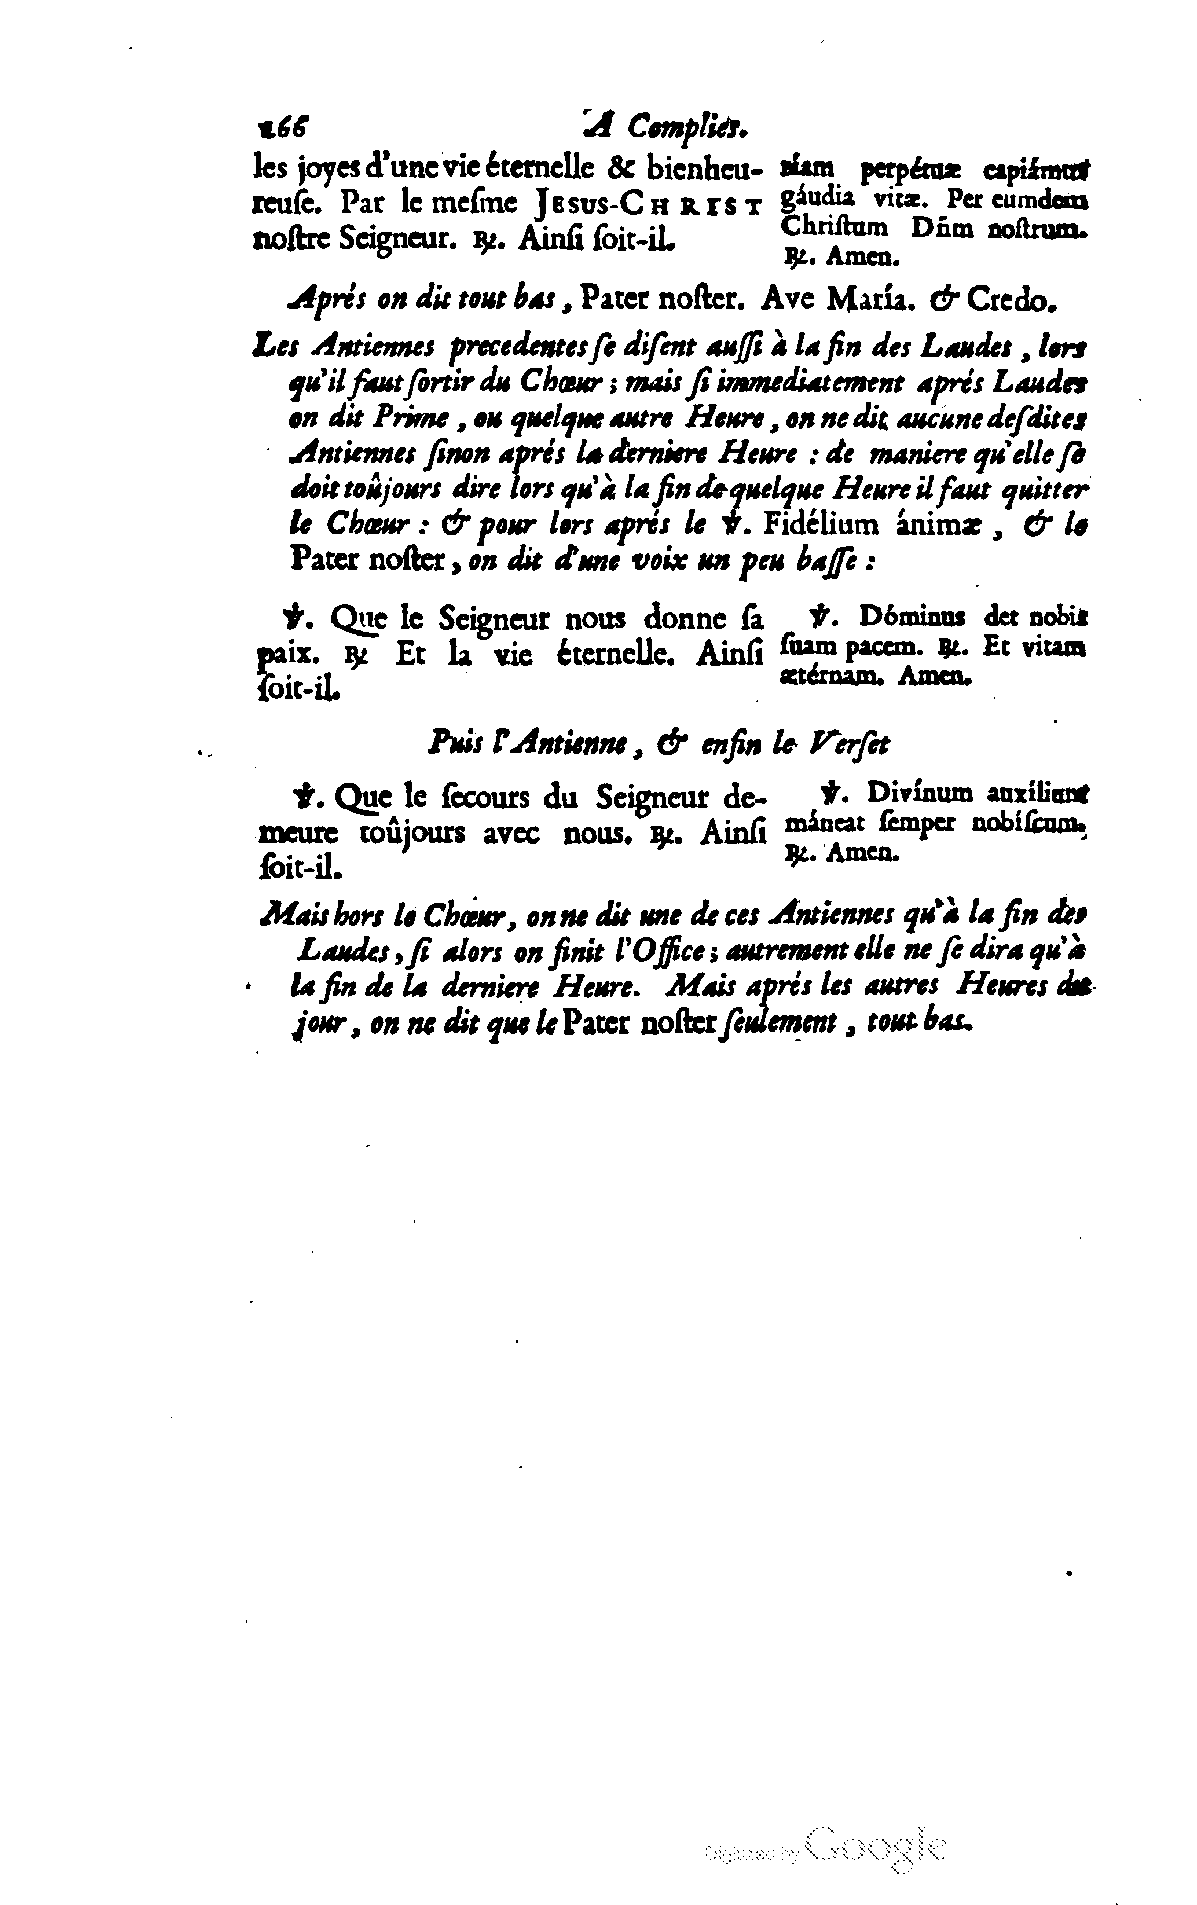 166 A Complies.
les joyes d'une vie éternelle & bienheu-
reuſe. Par le meſme JESUS-CHRIST
noſtre Seigneur. ℟. Ainſi ſoit-il.
niam perpétuæ capiámus
gáudia vitæ. Per eumdem
Chriſtum Dñm noſtrum.
℟. Amen.
Aprés on dit tout bas, Pater noſter. Ave María. & Credo.
Les Antiennes precedentes ſe diſent auſſi à la fin des Laudes, lors
qu'il faut ſortir du Chœur; mais ſi immediatement aprés Laudes
on dit Prime, ou quelque autre Heure, on ne dit aucune deſdites
Antiennes ſinon aprés la derniere Heure : de maniere qu'elle ſe
doit toûjours dire lors qu'à la fin de quelque Heure il faut quitter
le Chœur : & pour lors aprés le ℣. Fidélium ánimæ, & le
Pater noſter, on dit d'une voix un peu baſſe :
℣. Que le Seigneur nous donne ſa
paix. ℟ Et la vie éternelle. Ainſi
ſoit-il.
℣. Dóminus det nobis
ſuam pacem. ℟. Et vitam
ætérnam. Amen.
Puis l'Antienne, & enfin le Verſet
℣. Que le ſecours du Seigneur de-
meure toûjours avec nous. ℟. Ainſi
ſoit-il.
℣. Divínum auxílium
máneat ſemper nobíſcum.
℟. Amen.
Mais hors le Chœur, on ne dit une de ces Antiennes qu'à la fin des
Laudes, ſi alors on finit l'Office; autrement elle ne ſe dira qu'à
la fin de la derniere Heure. Mais aprés les autres Heures du
jour, on ne dit que le Pater noſter ſeulement, tout bas.
Digitized by Google